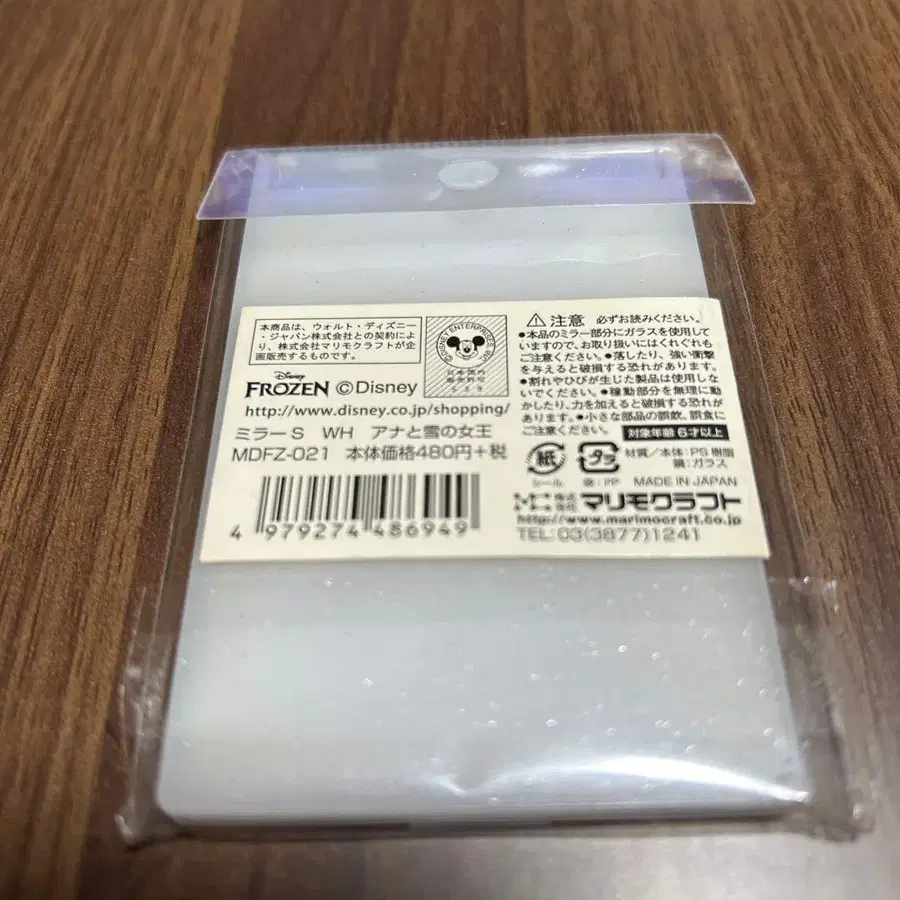 本商品は、ウォルト・ディズニー
・ジャパン株式会社との契約によ
り、株式会社マリモクラフトが企
画販売するものです。
©DISNEY ENTERPRISES INC.
日本国内
販売許可
Disney
FROZEN ©Disney
http://www.disney.co.jp/shopping/
ミラーS WH アナと雪の女王
MDFZ-021 本体価格480円+税
4 979274 486949
⚠注意 必ずお読みください。
●本品のミラー部分にガラスを使用して
いますので、お取り扱いにはくれぐれも
ご注意ください。●落したり、強い衝撃
を与えると破損する恐れがあります。
●割れやひびが生じた製品は使用しな
いでください。●稼動部分を無理に動
かしたり、力を加えると破損する恐れが
あります。●小さな部品の誤飲、誤食に
ご注意ください。 対象年齢6才以上
紙 プラ 材質/本体:PS樹脂
鏡:ガラス
シール 袋:PP MADE IN JAPAN
株式会社 マリモクラフト
http://www.marimocraft.co.jp
TEL:03(3877)1241